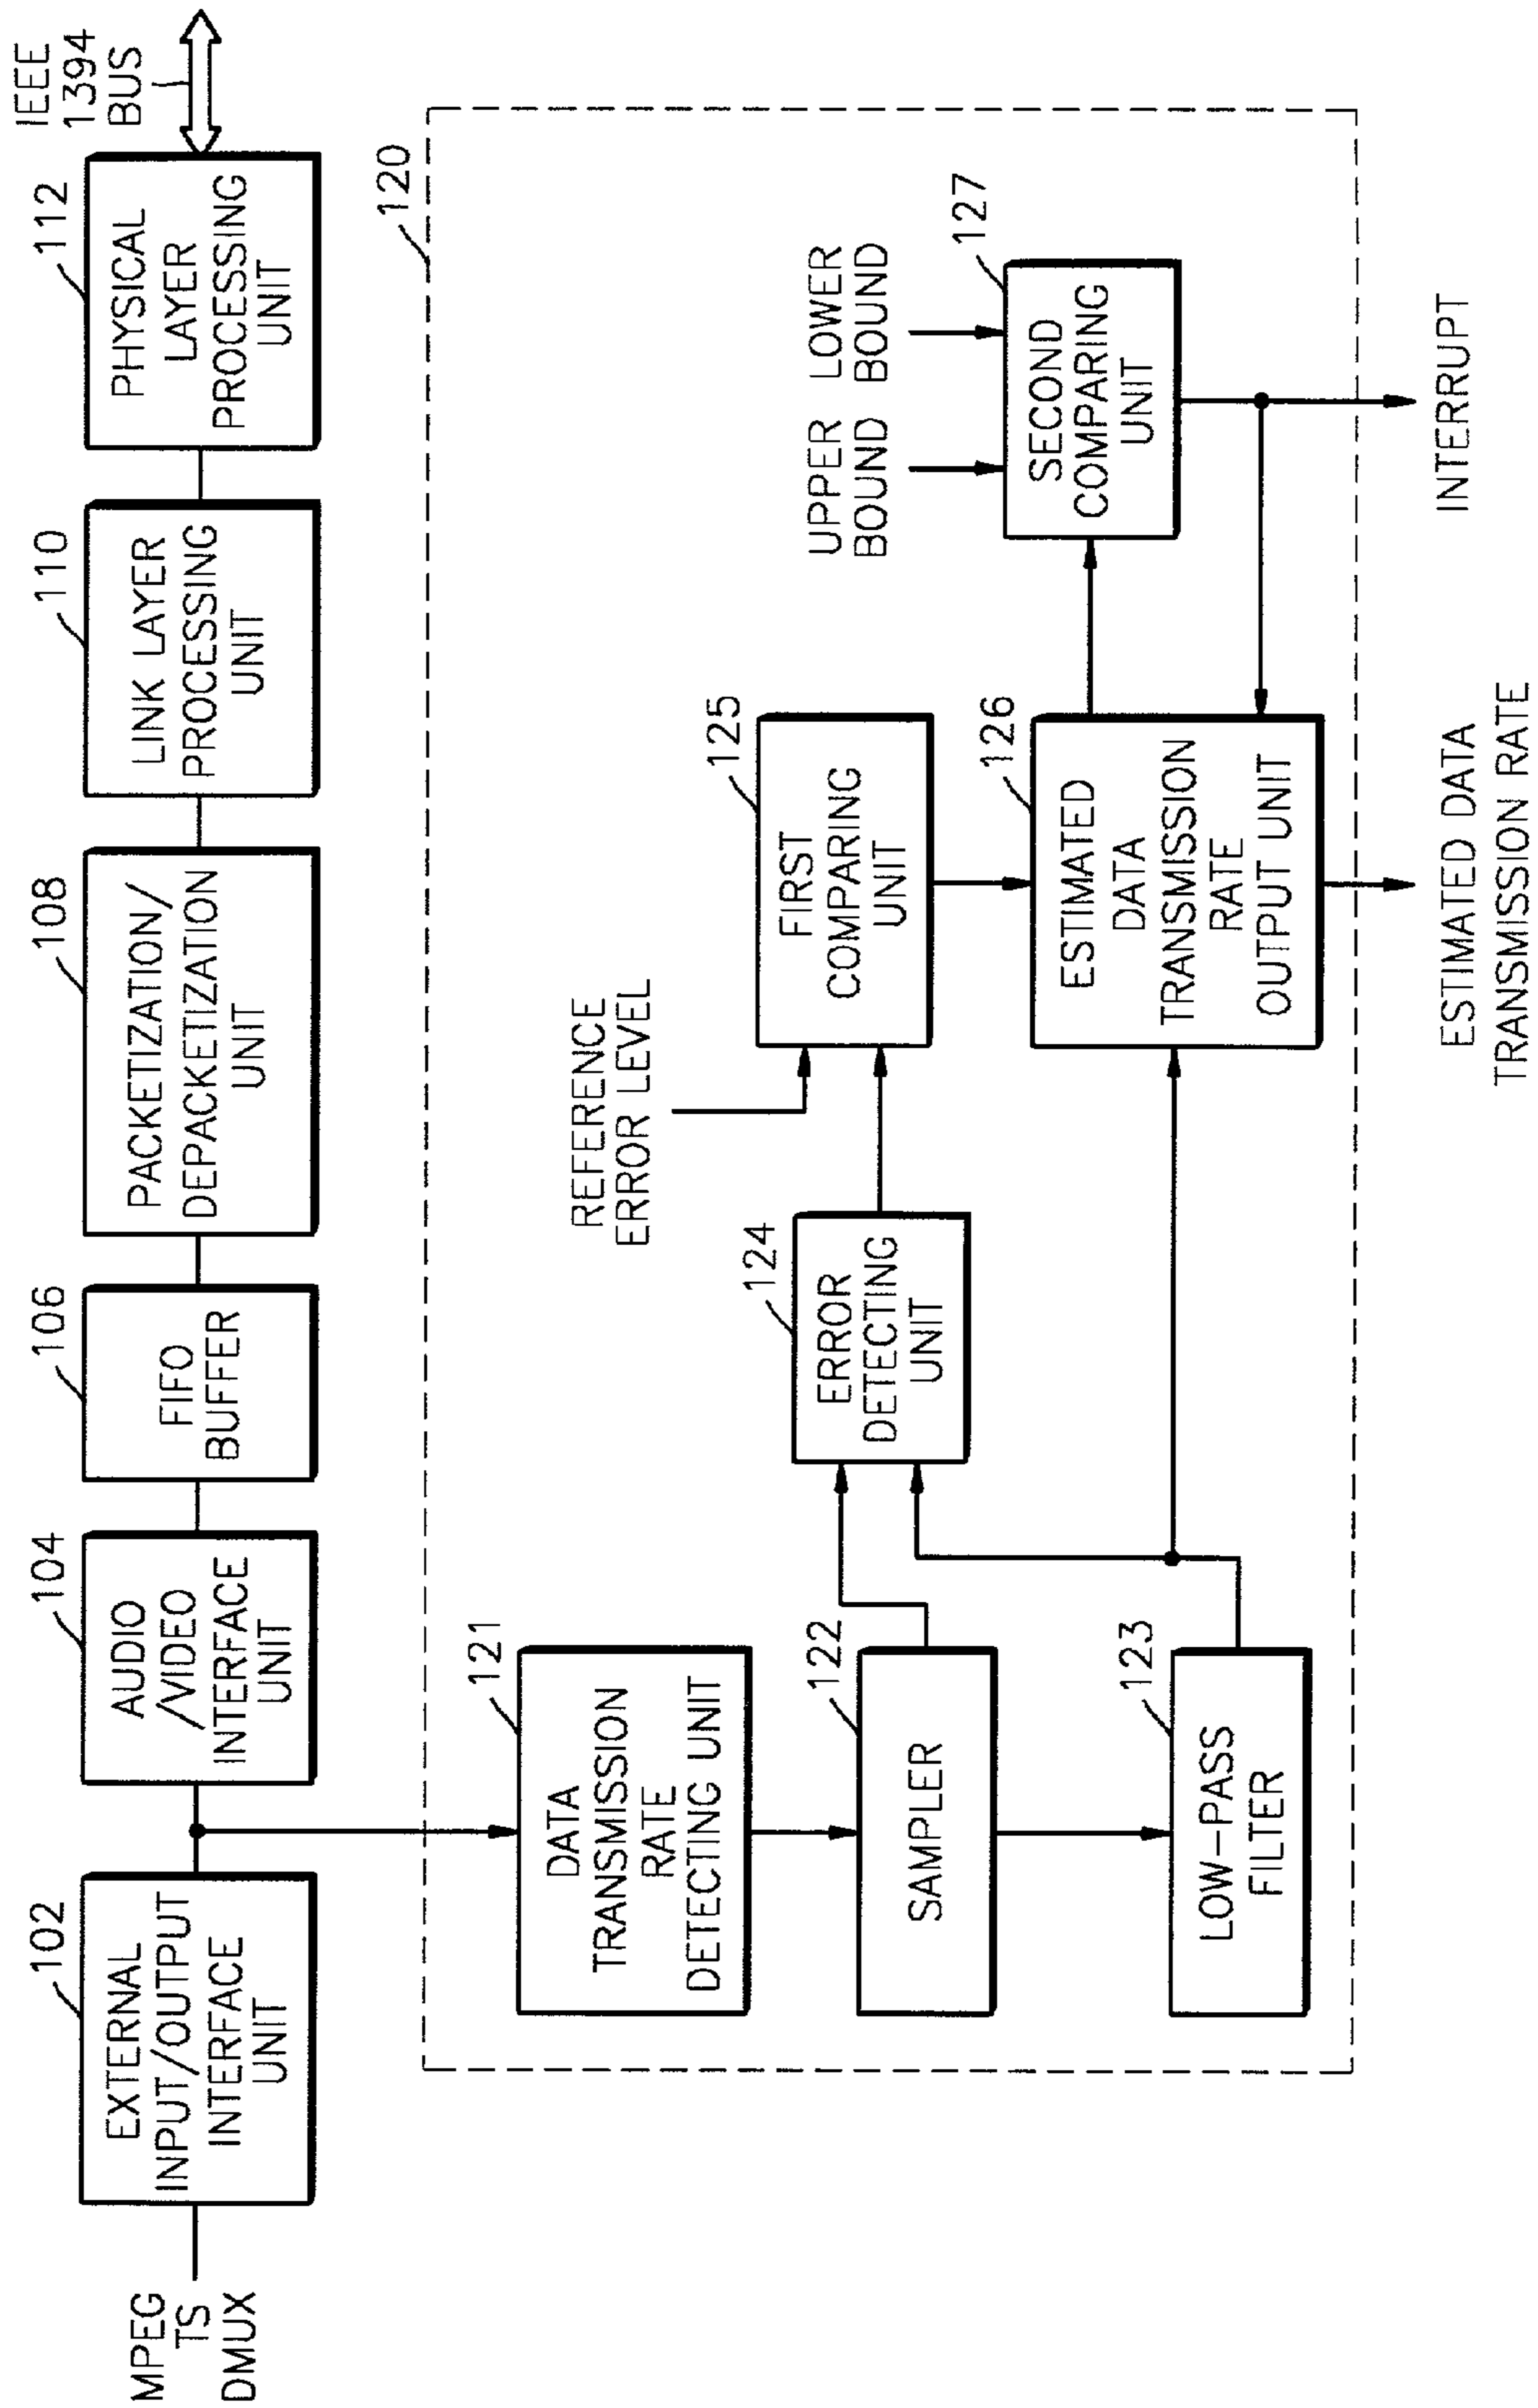 MPEG
TS
DMUX
102
EXTERNAL
INPUT/OUTPUT
INTERFACE
UNIT
104
AUDIO
/VIDEO
INTERFACE
UNIT
106
FIFO
BUFFER
108
PACKETIZATION/
DEPACKETIZATION
UNIT
110
LINK LAYER
PROCESSING
UNIT
112
PHYSICAL
LAYER
PROCESSING
UNIT
IEEE
1394
BUS
120
121
DATA
TRANSMISSION
RATE
DETECTING UNIT
122
SAMPLER
123
LOW-PASS
FILTER
124
ERROR
DETECTING
UNIT
REFERENCE
ERROR LEVEL
125
FIRST
COMPARING
UNIT
126
ESTIMATED
DATA
TRANSMISSION
RATE
OUTPUT UNIT
UPPER
BOUND
LOWER
BOUND
127
SECOND
COMPARING
UNIT
ESTIMATED DATA
TRANSMISSION RATE
INTERRUPT